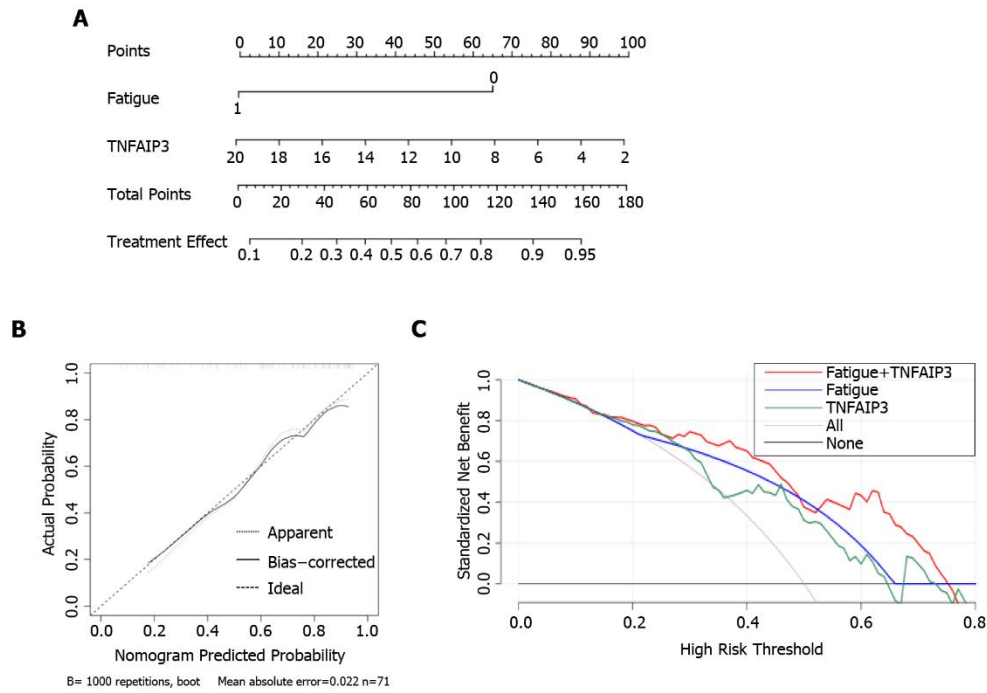 A
Points
0 10 20 30 40 50 60 70 80 90 100
Fatigue
0
1
TNFAIP3
20 18 16 14 12 10 8 6 4 2
Total Points
0 20 40 60 80 100 120 140 160 180
Treatment Effect
0.1 0.2 0.3 0.4 0.5 0.6 0.7 0.8 0.9 0.95
B
Actual Probability
1.0
0.8
0.6
0.4
0.2
0.0
Apparent
Bias-corrected
Ideal
0.0 0.2 0.4 0.6 0.8 1.0
Nomogram Predicted Probability
B= 1000 repetitions, boot Mean absolute error=0.022 n=71
C
Standardized Net Benefit
1.0
0.8
0.6
0.4
0.2
0.0
Fatigue+TNFAIP3
Fatigue
TNFAIP3
All
None
0.0 0.2 0.4 0.6 0.8
High Risk Threshold